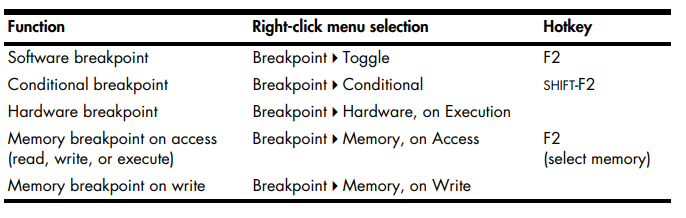 Function Right-click menu selection Hotkey
Software breakpoint Breakpoint▸Toggle F2
Conditional breakpoint Breakpoint▸Conditional SHIFT-F2
Hardware breakpoint Breakpoint▸Hardware, on Execution
Memory breakpoint on access Breakpoint▸Memory, on Access F2
(read, write, or execute) (select memory)
Memory breakpoint on write Breakpoint▸Memory, on Write